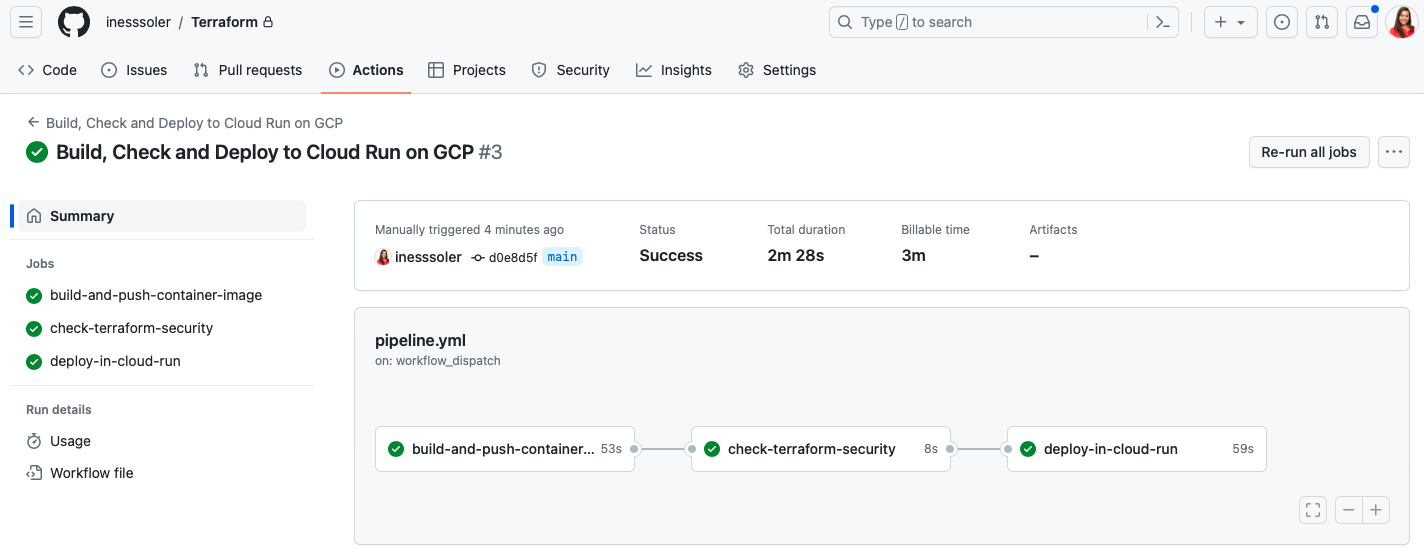 inesssoler / Terraform
Type / to search
Code
Issues
Pull requests
Actions
Projects
Security
Insights
Settings
Build, Check and Deploy to Cloud Run on GCP
Build, Check and Deploy to Cloud Run on GCP #3
Re-run all jobs
Summary
Jobs
build-and-push-container-image
check-terraform-security
deploy-in-cloud-run
Run details
Usage
Workflow file
Manually triggered 4 minutes ago
inesssoler d0e8d5f main
Status
Success
Total duration
2m 28s
Billable time
3m
Artifacts
–
pipeline.yml
on: workflow_dispatch
build-and-push-container... 53s
check-terraform-security 8s
deploy-in-cloud-run 59s